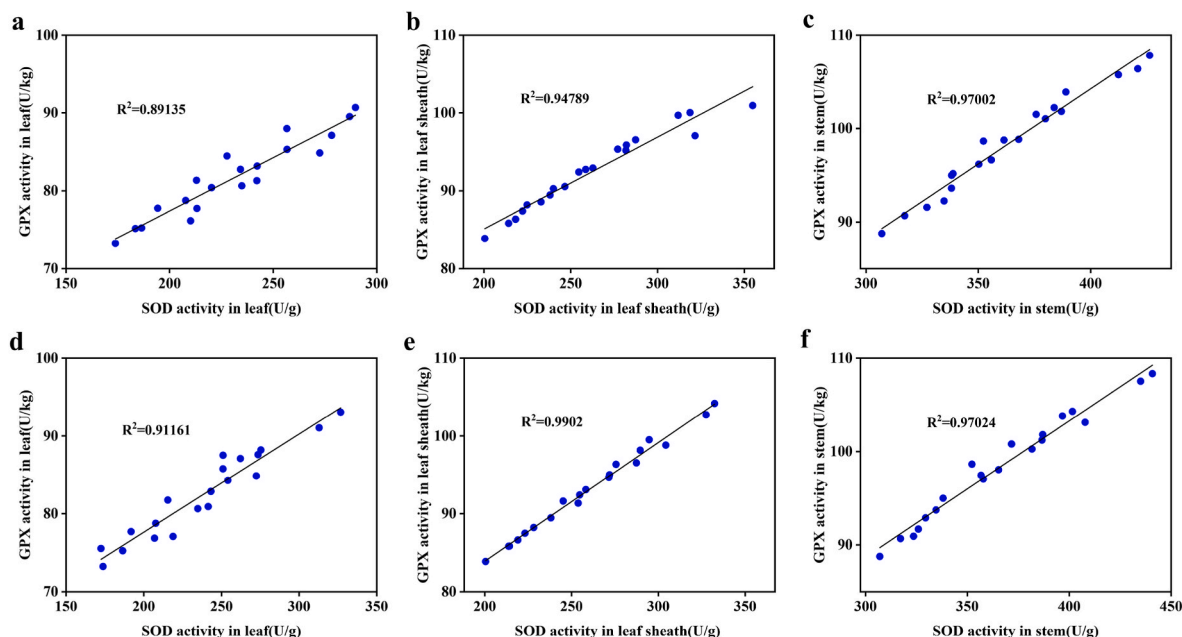 a
GPX activity in leaf(U/kg)
100
90
80
70
R²=0.89135
150
200
250
300
SOD activity in leaf(U/g)
b
GPX activity in leaf sheath(U/kg)
110
100
90
80
R²=0.94789
200
250
300
350
SOD activity in leaf sheath(U/g)
c
GPX activity in stem(U/kg)
110
100
90
R²=0.97002
300
350
400
SOD activity in stem(U/g)
d
GPX activity in leaf(U/kg)
100
90
80
70
R²=0.91161
150
200
250
300
350
SOD activity in leaf(U/g)
e
GPX activity in leaf sheath(U/kg)
110
100
90
80
R²=0.9902
200
250
300
350
SOD activity in leaf sheath(U/g)
f
GPX activity in stem(U/kg)
110
100
90
R²=0.97024
300
350
400
450
SOD activity in stem(U/g)